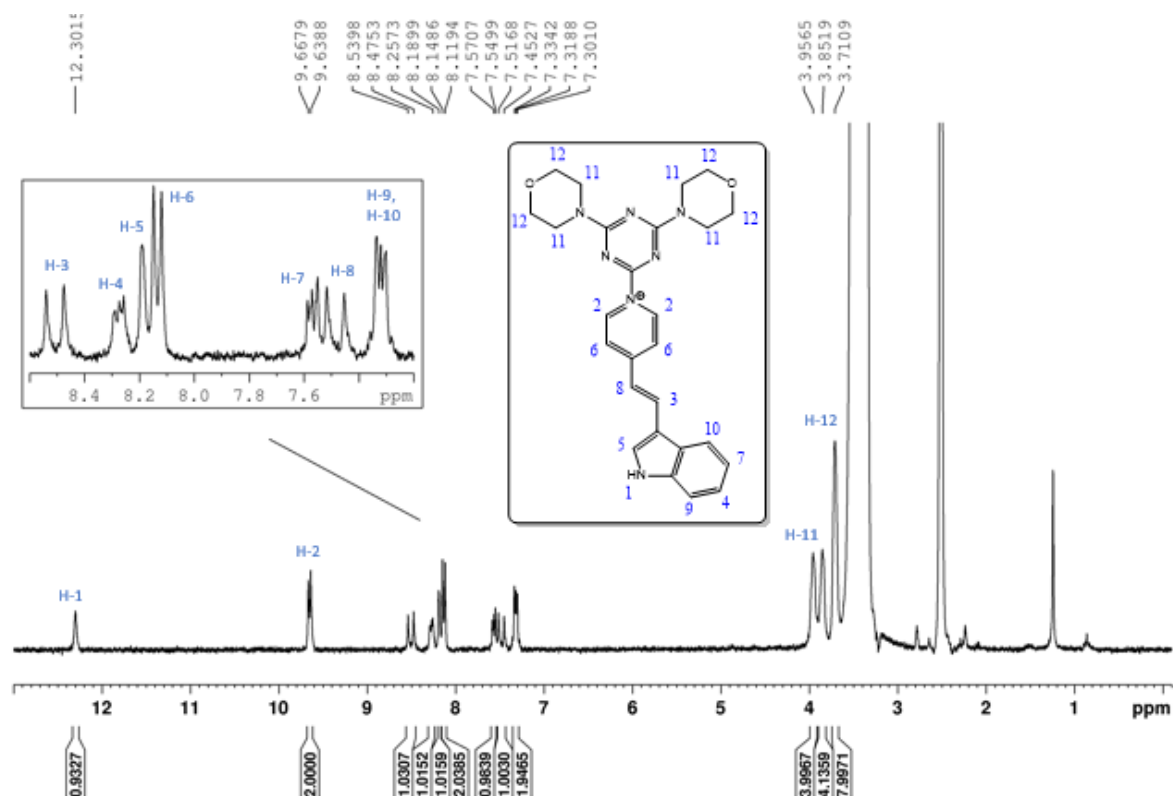 12.3015
9.6679
9.6388
8.5398
8.4753
8.2573
8.1899
8.1486
8.1194
7.5707
7.5499
7.5168
7.4527
7.3342
7.3188
7.3010
3.9565
3.8519
3.7109
H-3
H-4
H-5
H-6
H-7
H-8
H-9,
H-10
8.4 8.2 8.0 7.8 7.6 ppm
12 12
O 11 11 O
12 N N N 12
11 11
N N
N⊕
2 2
6 6
8 3
5 10
7
HN
1 9 4
H-1
H-2
H-11
H-12
12 11 10 9 8 7 6 5 4 3 2 1 ppm
0.9327
2.0000
1.0307
1.0152
1.0159
2.0385
0.9839
1.0030
1.9465
3.9967
4.1359
7.9971